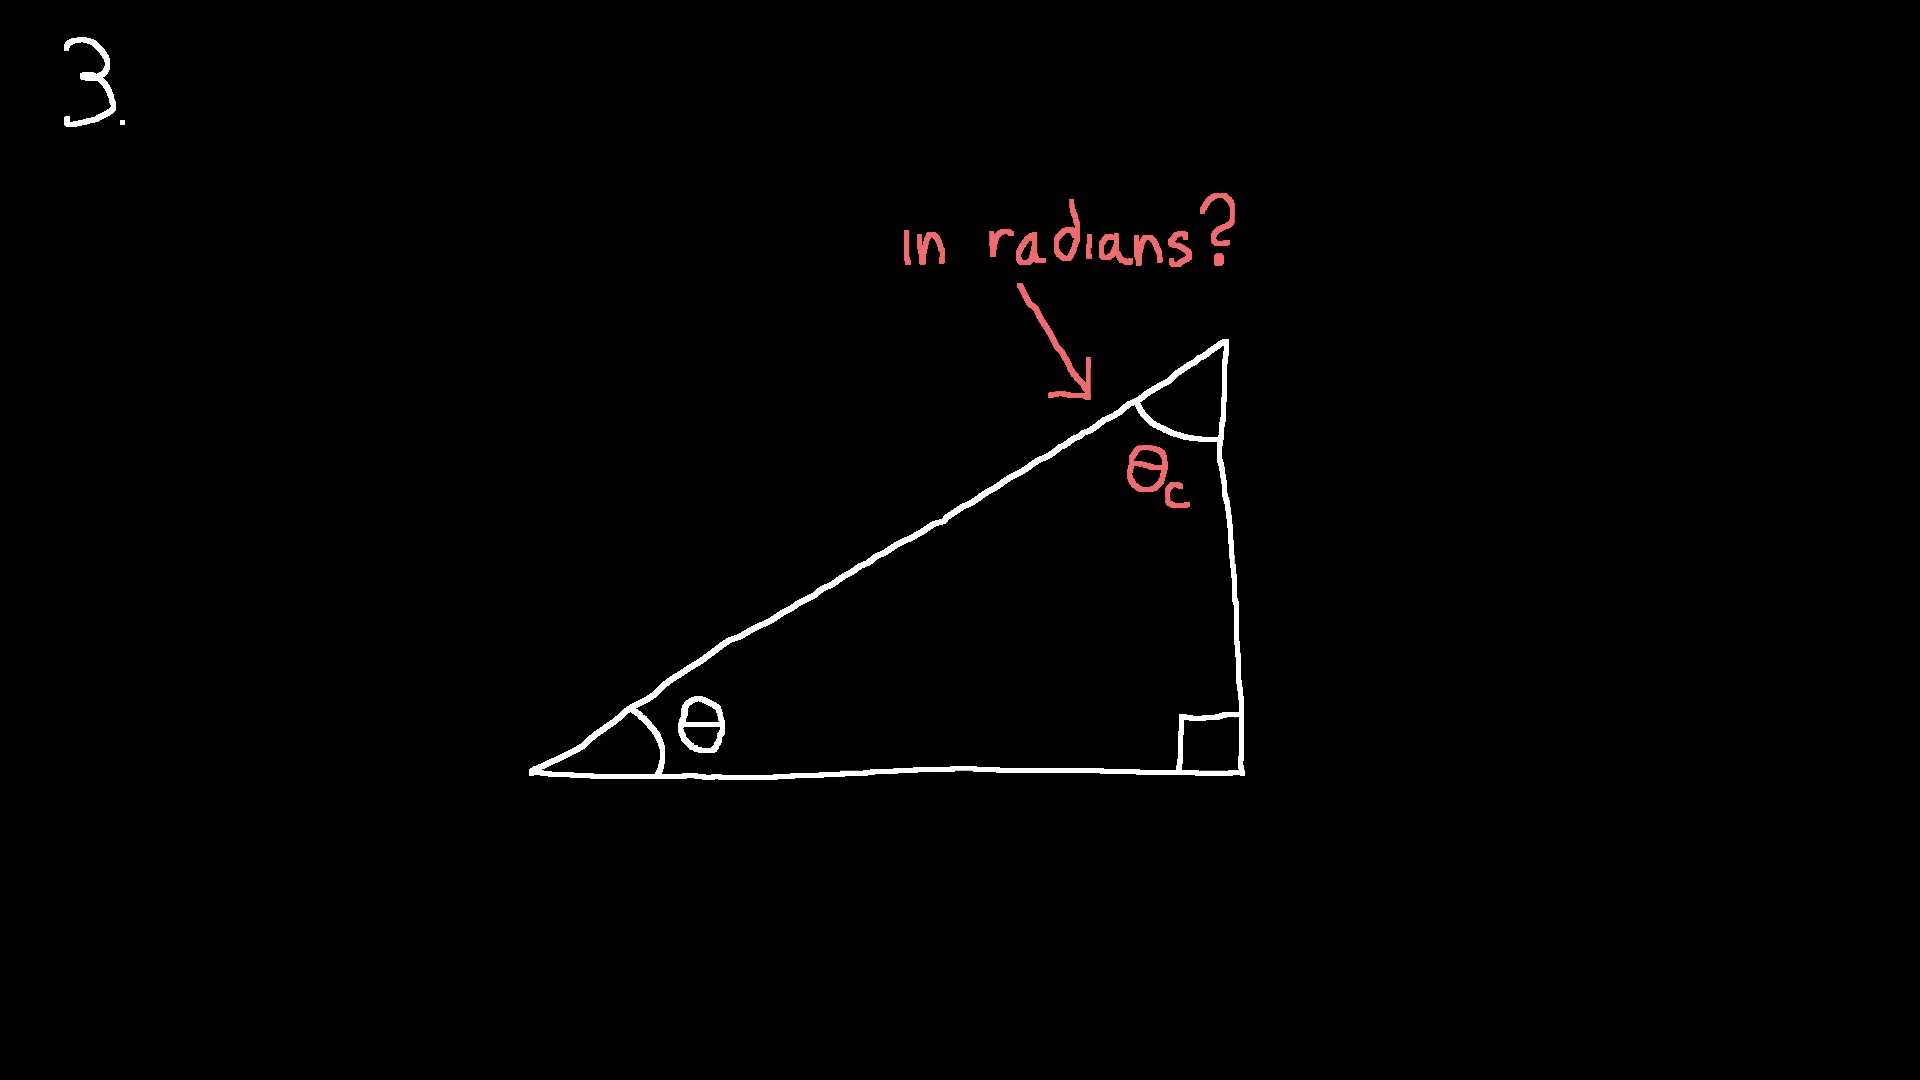 3.
in radians?
θc
θ